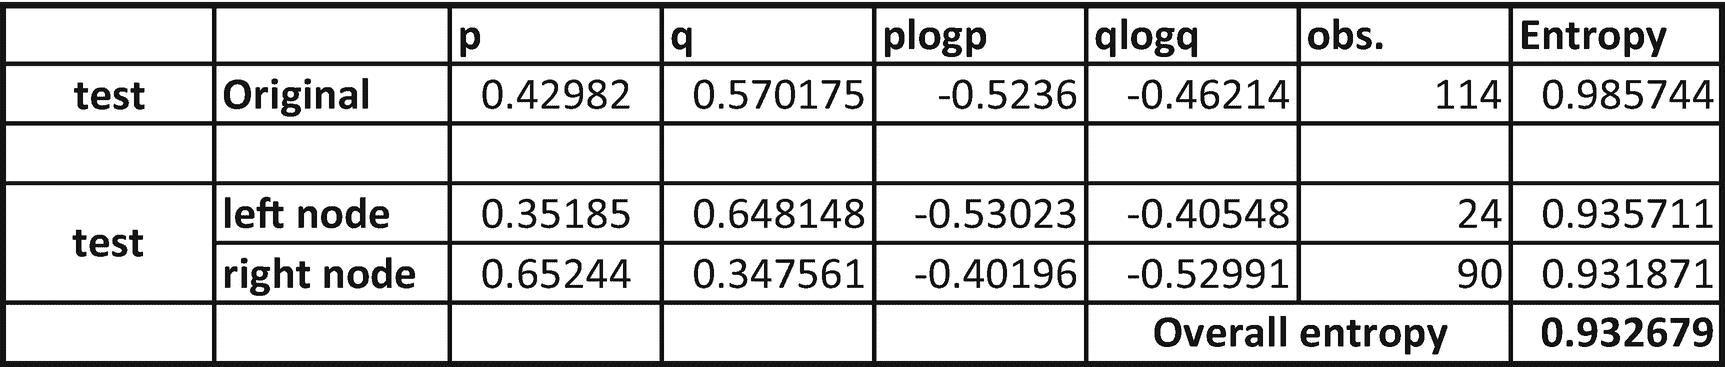 p q plogp qlogq obs. Entropy
test Original 0.42982 0.570175 -0.5236 -0.46214 114 0.985744
test
left node 0.35185 0.648148 -0.53023 -0.40548 24 0.935711
right node 0.65244 0.347561 -0.40196 -0.52991 90 0.931871
Overall entropy 0.932679